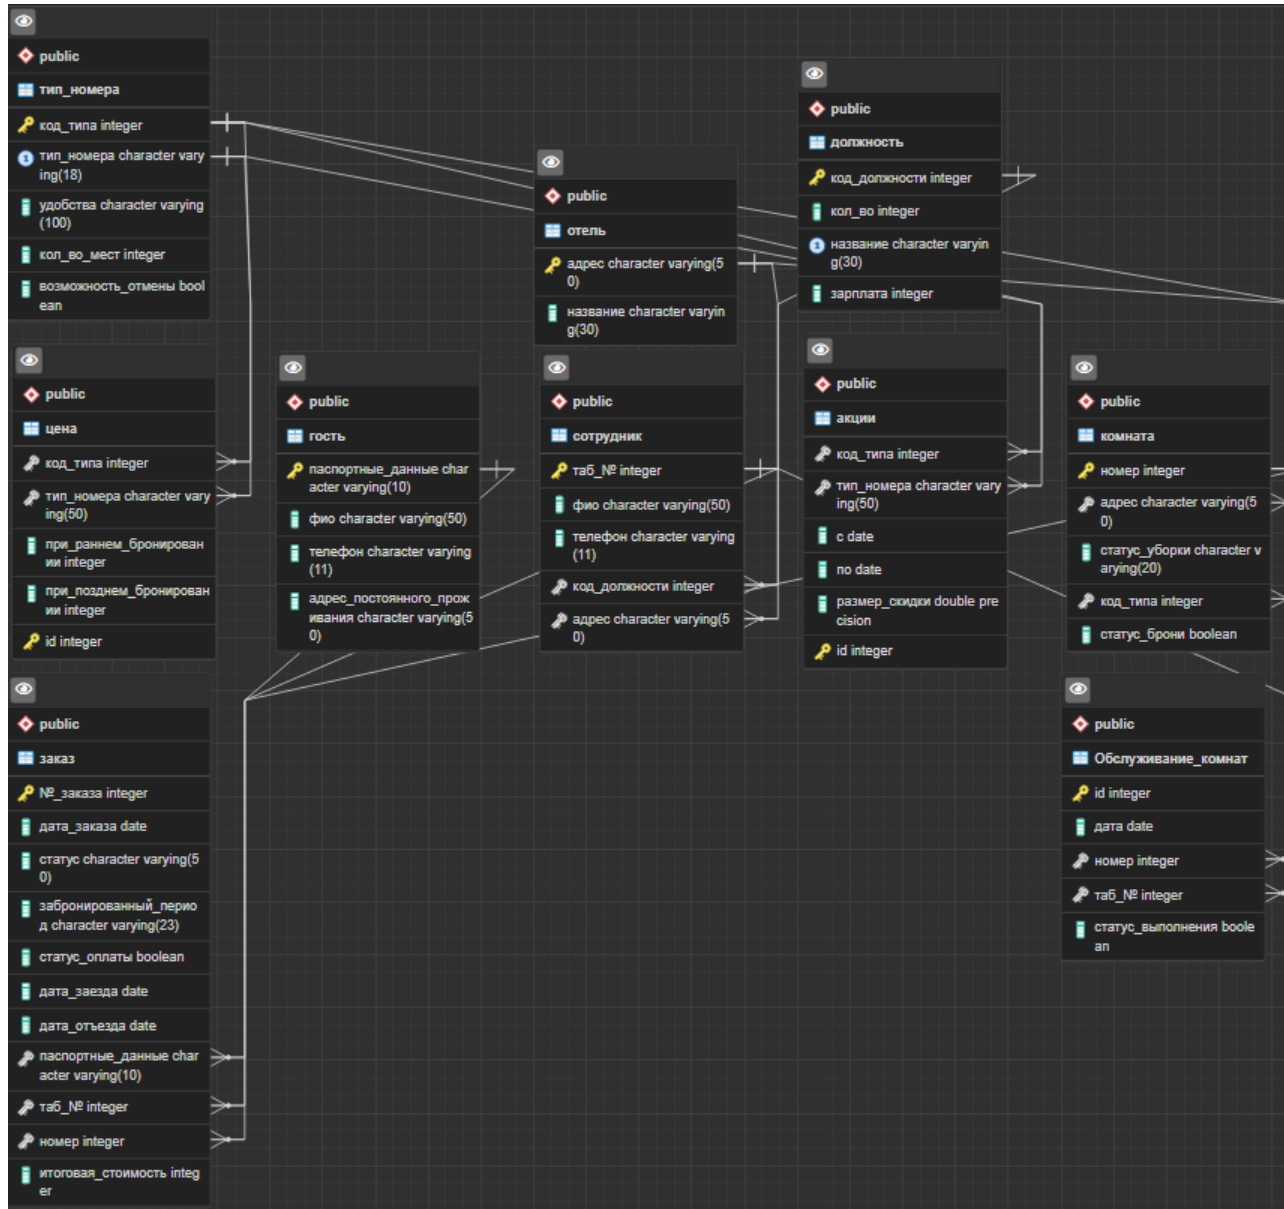 public
тип_номера
код_типа integer
тип_номера character vary
ing(18)
удобства character varying
(100)
кол_во_мест integer
возможность_отмены bool
ean
public
отель
адрес character varying(5
0)
название character varyin
g(30)
public
должность
код_должности integer
кол_во integer
название character varyin
g(30)
зарплата integer
public
цена
код_типа integer
тип_номера character vary
ing(50)
при_раннем_бронирован
ии integer
при_позднем_бронирован
ии integer
id integer
public
гость
паспортные_данные char
acter varying(10)
фио character varying(50)
телефон character varying
(11)
адрес_постоянного_прож
ивания character varying(5
0)
public
сотрудник
таб_№ integer
фио character varying(50)
телефон character varying
(11)
код_должности integer
адрес character varying(5
0)
public
акции
код_типа integer
тип_номера character vary
ing(50)
с date
по date
размер_скидки double pre
cision
id integer
public
комната
номер integer
адрес character varying(5
0)
статус_уборки character v
arying(20)
код_типа integer
статус_брони boolean
public
заказ
№_заказа integer
дата_заказа date
статус character varying(5
0)
забронированный_перио
д character varying(23)
статус_оплаты boolean
дата_заезда date
дата_отъезда date
паспортные_данные char
acter varying(10)
таб_№ integer
номер integer
итоговая_стоимость integ
er
public
Обслуживание_комнат
id integer
дата date
номер integer
таб_№ integer
статус_выполнения boole
an